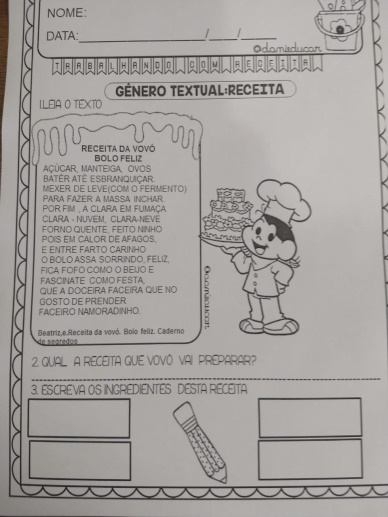 NOME:
DATA:____________________/____/____
@damieducar
TRABALHANDO COM RECEITA
GÊNERO TEXTUAL:RECEITA
1.LEIA O TEXTO
RECEITA DA VOVÓ
BOLO FELIZ
AÇÚCAR, MANTEIGA, OVOS
BATER ATÉ ESBRANQUIÇAR.
MEXER DE LEVE(COM O FERMENTO)
PARA FAZER A MASSA INCHAR.
POR FIM , A CLARA EM FUMAÇA
CLARA - NUVEM, CLARA-NEVE
FORNO QUENTE, FEITO NINHO
POIS EM CALOR DE AFAGOS,
E ENTRE FARTO CARINHO
O BOLO ASSA SORRINDO, FELIZ,
FICA FOFO COMO O BEIJO E
FASCINATE COMO FESTA,
QUE A DOCEIRA FACEIRA QUE NO
GOSTO DE PRENDER
FACEIRO NAMORADINHO.
Beatriz,e.Receita da vovó. Bolo feliz. Caderno
de segredos
@damieducar
2. QUAL A RECEITA QUE VOVÓ VAI PREPARAR?
3. ESCREVA OS INGREDIENTES DESTA RECEITA